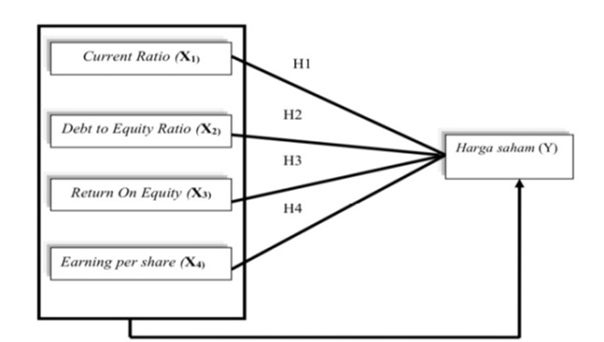 Current Ratio (X1)
H1
H2
Debt to Equity Ratio (X2)
Harga saham (Y)
H3
Return On Equity (X3)
H4
Earning per share (X4)